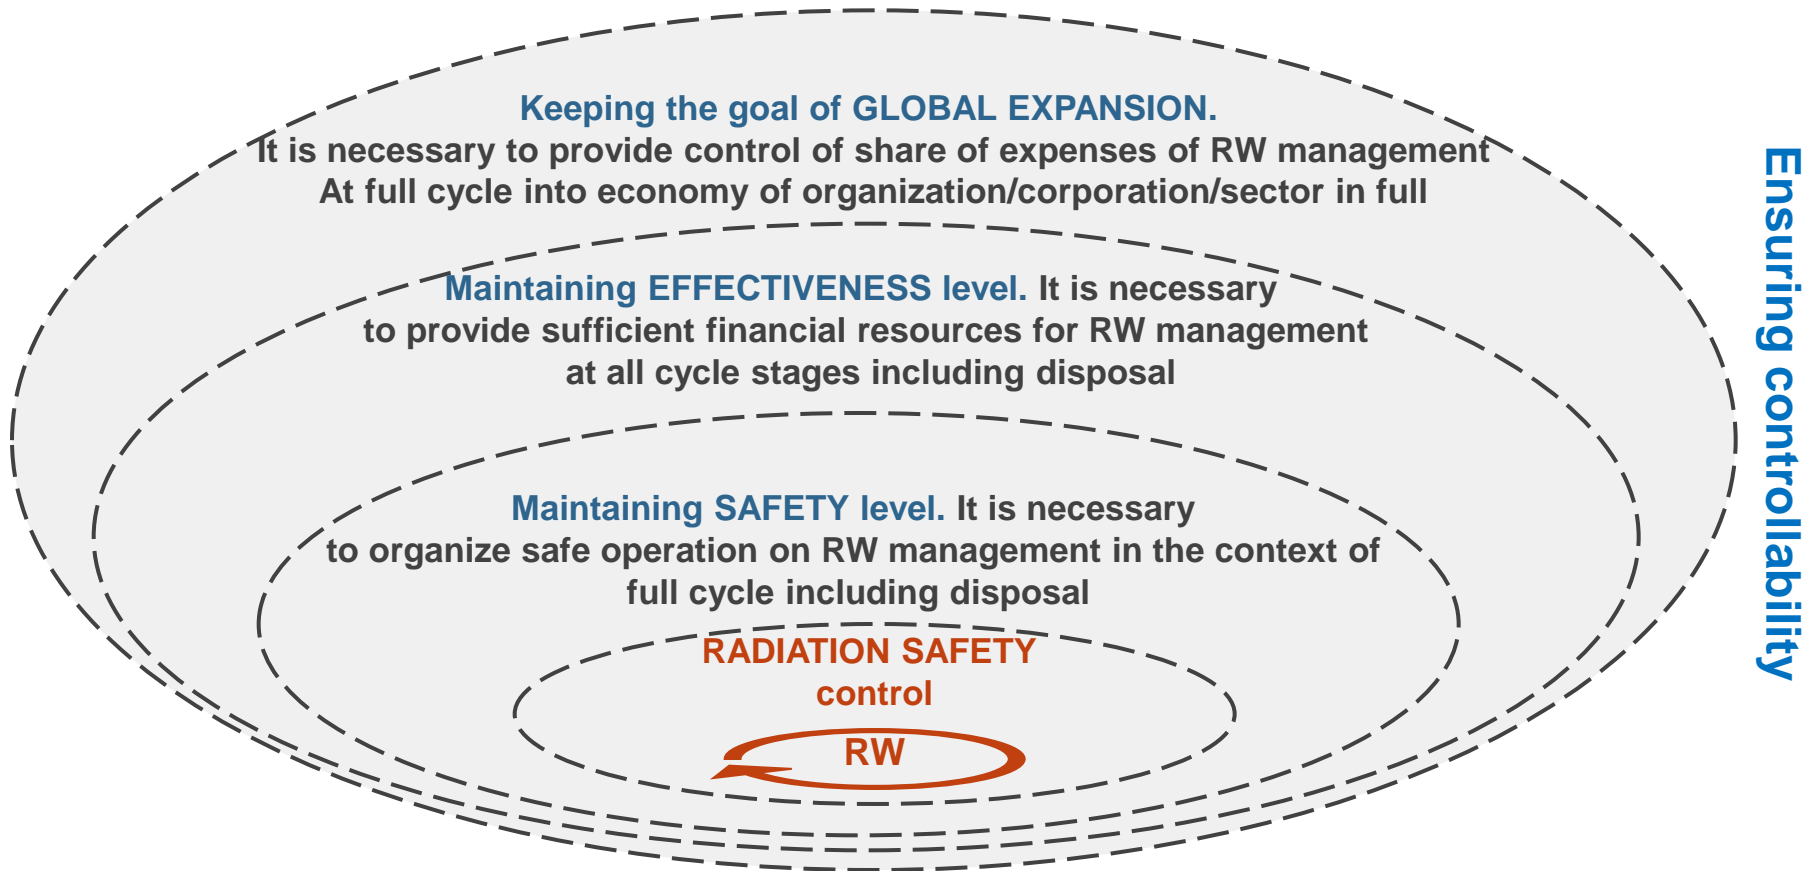 Keeping the goal of GLOBAL EXPANSION.
It is necessary to provide control of share of expenses of RW management
At full cycle into economy of organization/corporation/sector in full
Maintaining EFFECTIVENESS level. It is necessary
to provide sufficient financial resources for RW management
at all cycle stages including disposal
Maintaining SAFETY level. It is necessary
to organize safe operation on RW management in the context of
full cycle including disposal
RADIATION SAFETY
control
RW
Ensuring controllability